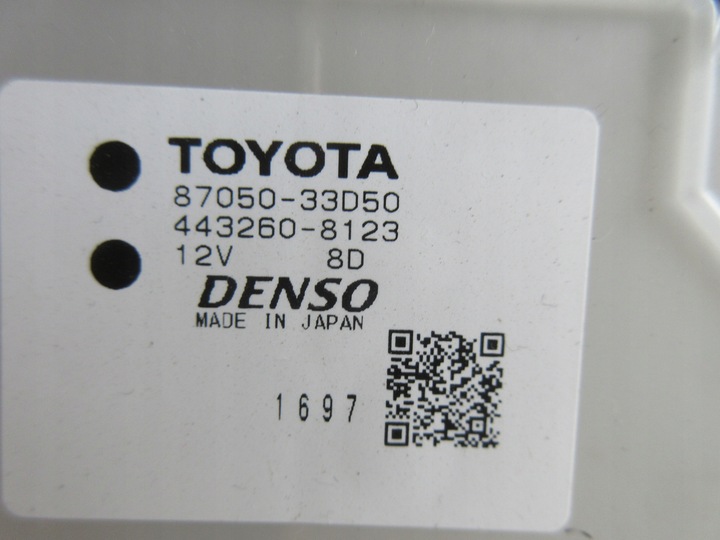 TOYOTA
87050-33D50
443260-8123
12V 8D
DENSO
MADE IN JAPAN
1697